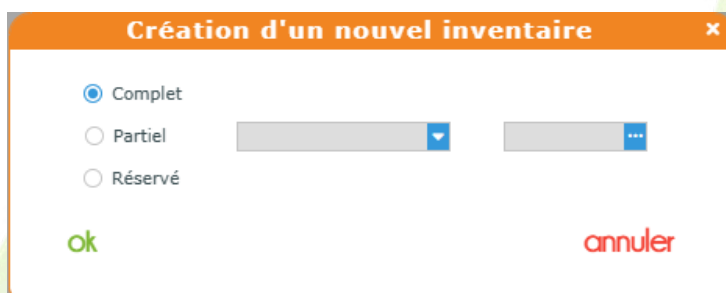 Création d'un nouvel inventaire
Complet
Partiel
Réservé
ok annuler